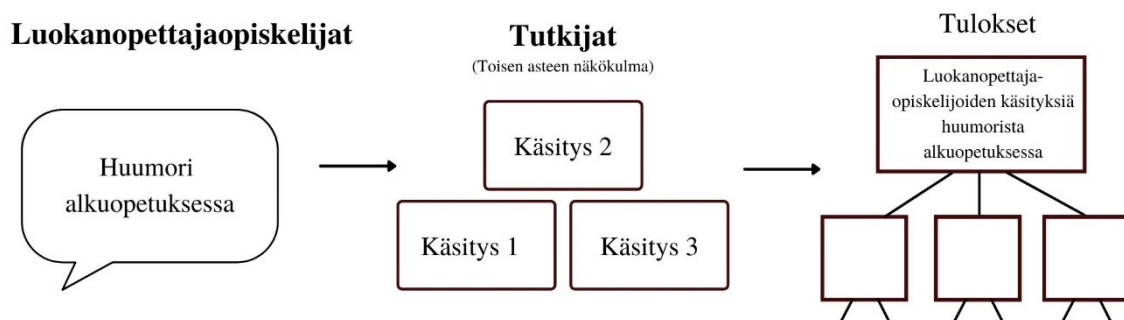 Luokanopettajaopiskelijat
Huumori
alkuopetuksessa
Tutkijat
(Toisen asteen näkökulma)
Käsitys 2
Käsitys 1
Käsitys 3
Tulokset
Luokanopettaja-
opiskelijoiden käsityksiä
huumorista
alkuopetuksessa